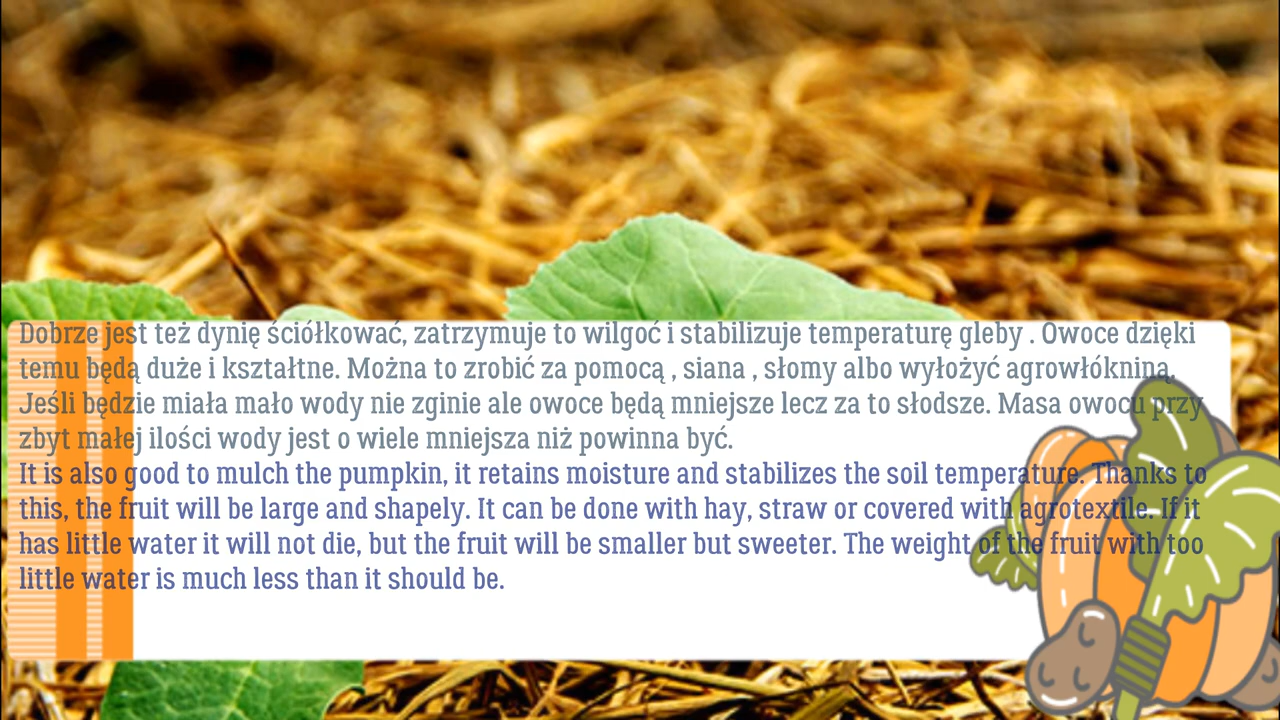 Dobrze jest też dynię ściółkować, zatrzymuje to wilgoć i stabilizuje temperaturę gleby . Owoce dzięki
temu będą duże i kształtne. Można to zrobić za pomocą , siana , słomy albo wyłożyć agrowłókniną.
Jeśli będzie miała mało wody nie zginie ale owoce będą mniejsze lecz za to słodsze. Masa owocu przy
zbyt małej ilości wody jest o wiele mniejsza niż powinna być.
It is also good to mulch the pumpkin, it retains moisture and stabilizes the soil temperature. Thanks to
this, the fruit will be large and shapely. It can be done with hay, straw or covered with agrotextile. If it
has little water it will not die, but the fruit will be smaller but sweeter. The weight of the fruit with too
little water is much less than it should be.